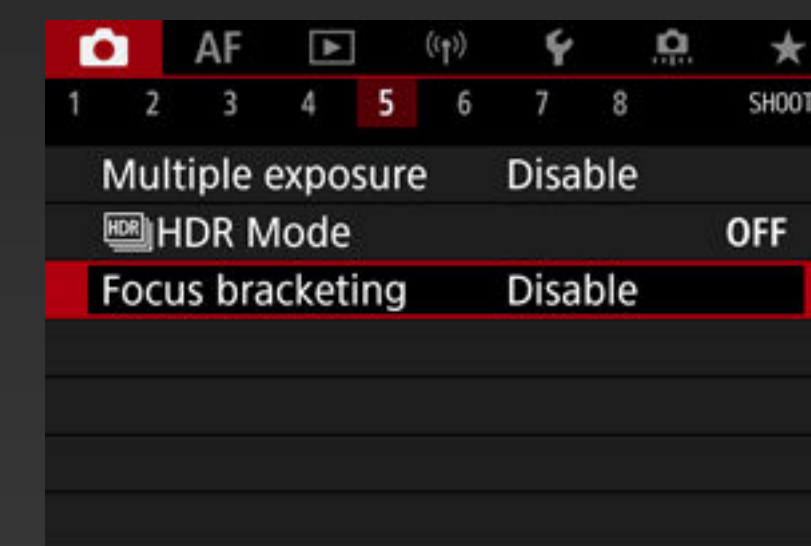 AF
1 2 3 4 5 6 7 8 SHOOT
Multiple exposure Disable
HDR HDR Mode OFF
Focus bracketing Disable